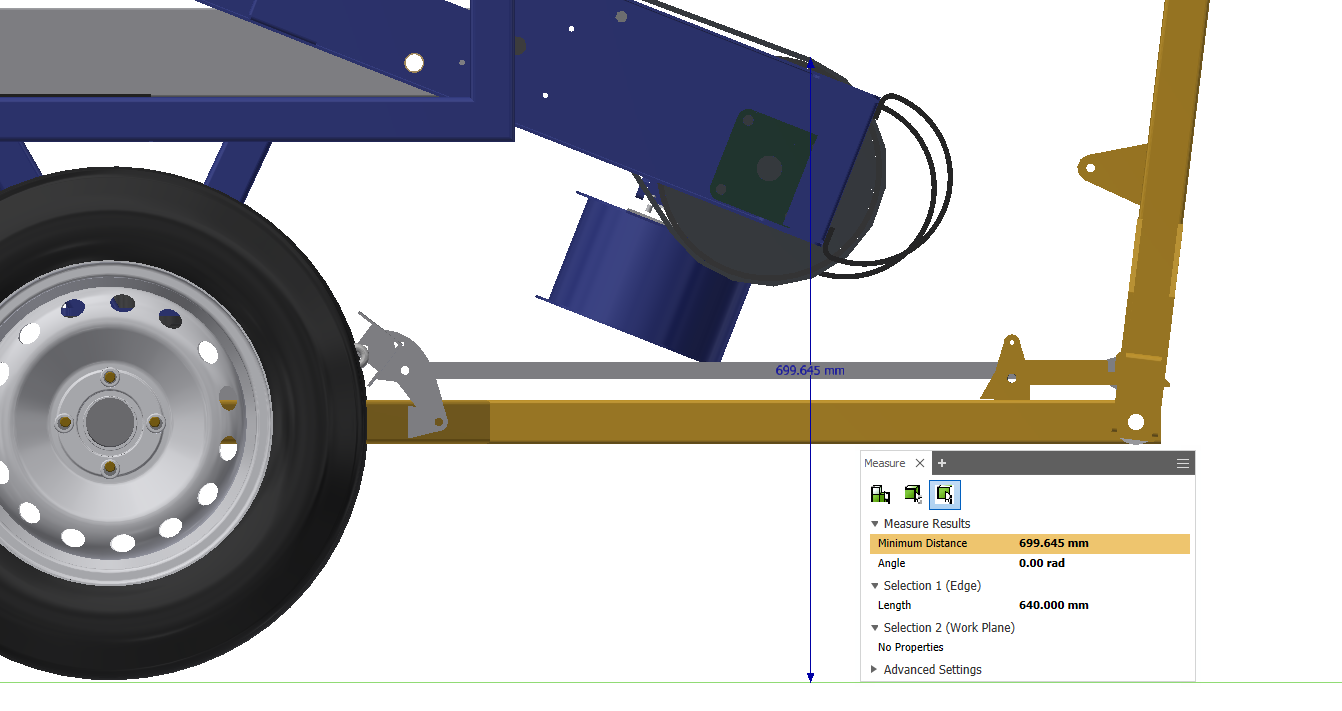 699.645 mm
Measure
Measure Results
Minimum Distance 699.645 mm
Angle 0.00 rad
Selection 1 (Edge)
Length 640.000 mm
Selection 2 (Work Plane)
No Properties
Advanced Settings